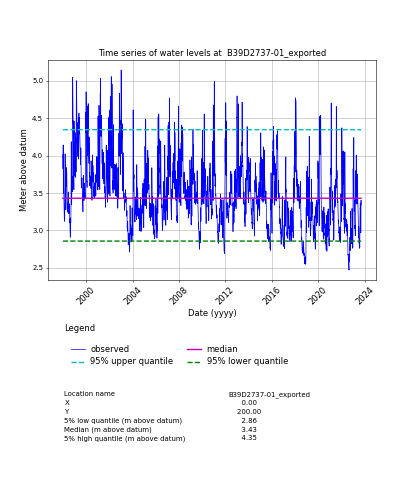 Time series of water levels at  B39D2737-01_exported
Meter above datum
5.0
4.5
4.0
3.5
3.0
2.5
2000 2004 2008 2012 2016 2020 2024
Date (yyyy)
Legend
observed median
95% upper quantile 95% lower quantile
Location name B39D2737-01_exported
X 0.00
Y 200.00
5% low quantile (m above datum) 2.86
Median (m above datum) 3.43
5% high quantile (m above datum) 4.35